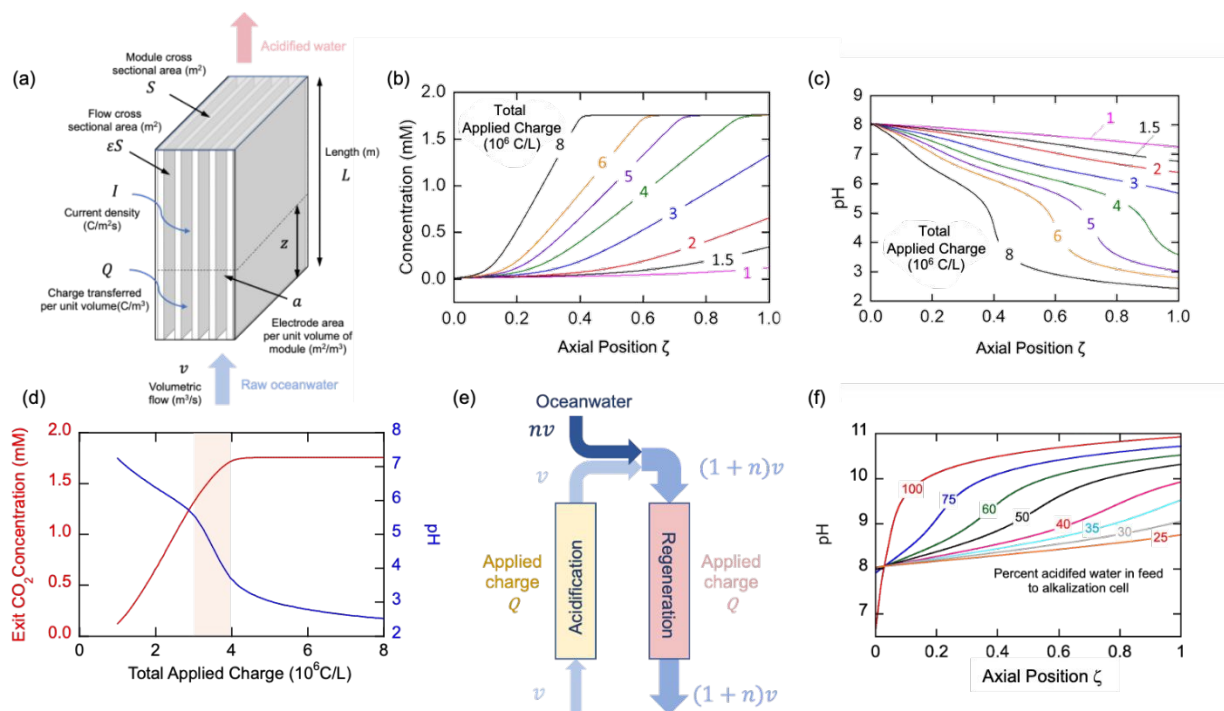 (a)
Acidified water
Module cross
sectional area (m²)
S
Flow cross
sectional area (m²)
εS
Length (m)
L
I
Current density
(C/m²s)
z
Q
Charge transferred
per unit volume(C/m³)
a
Electrode area
per unit volume of
module (m²/m³)
v
Volumetric
flow (m³/s)
Raw oceanwater
(b)
Concentration (mM)
2.0
1.5
1.0
0.5
0.0
Total
Applied Charge
(10⁶ C/L)
8
6
5
4
3
2
1.5
1
0.0 0.2 0.4 0.6 0.8 1.0
Axial Position ζ
(c)
pH
9
8
7
6
5
4
3
2
1
1.5
2
3
4
5
6
8
Total
Applied Charge
(10⁶ C/L)
0.0 0.2 0.4 0.6 0.8 1.0
Axial Position ζ
(d)
Exit CO₂ Concentration (mM)
2.0
1.5
1.0
0.5
0.0
8
7
6
5
4
3
2
pH
0 2 4 6 8
Total Applied Charge (10⁶C/L)
(e)
Oceanwater
nv
v
(1 + n)v
Applied
charge
Q
Acidification
Regeneration
Applied
charge
Q
v
(1 + n)v
(f)
pH
11
10
9
8
7
100
75
60
50
40
35
30
25
Percent acidifed water in feed
to alkalization cell
0 0.2 0.4 0.6 0.8 1
Axial Position ζ